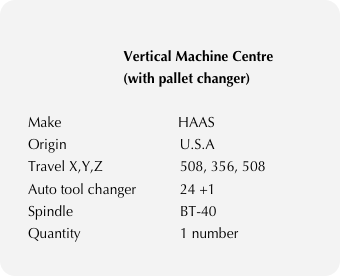 Vertical Machine Centre
(with pallet changer)
Make HAAS
Origin U.S.A
Travel X,Y,Z 508, 356, 508
Auto tool changer 24 +1
Spindle BT-40
Quantity 1 number